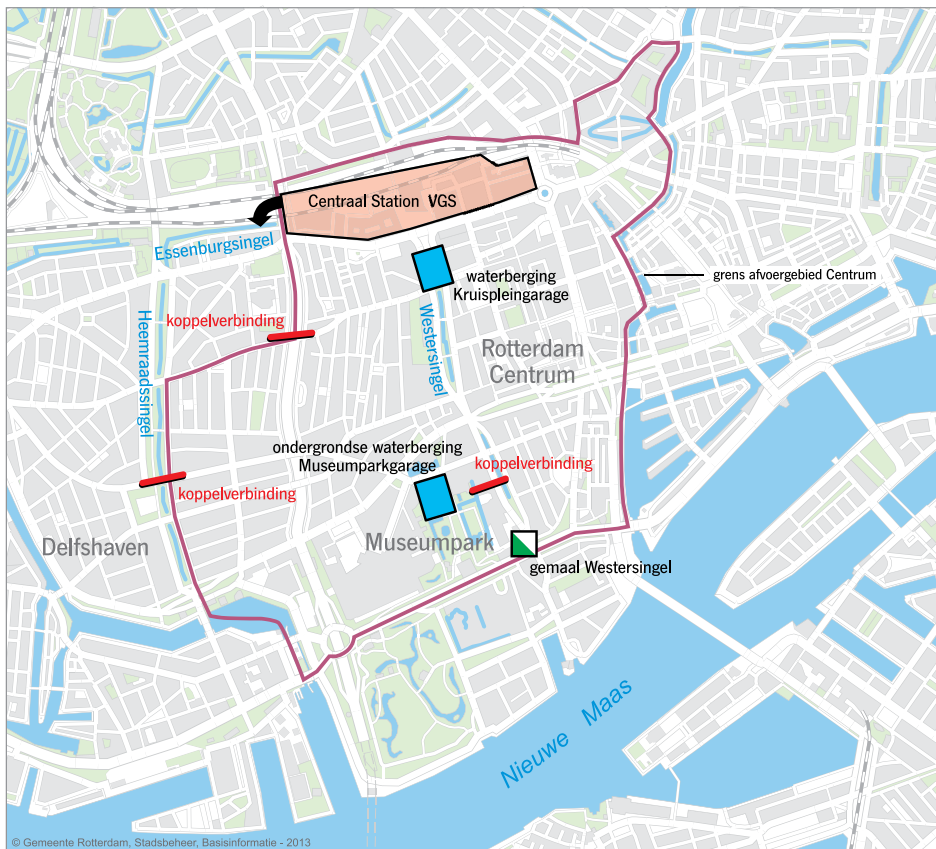 Centraal Station VGS
Essenburgsingel
waterberging
Kruispleingarage
grens afvoergebied Centrum
koppelverbinding
Heemraadssingel
Westersingel
Rotterdam
Centrum
ondergrondse waterberging
Museumparkgarage
koppelverbinding
koppelverbinding
Delfshaven
Museumpark
gemaal Westersingel
Nieuwe Maas
© Gemeente Rotterdam, Stadsbeheer, Basisinformatie - 2013